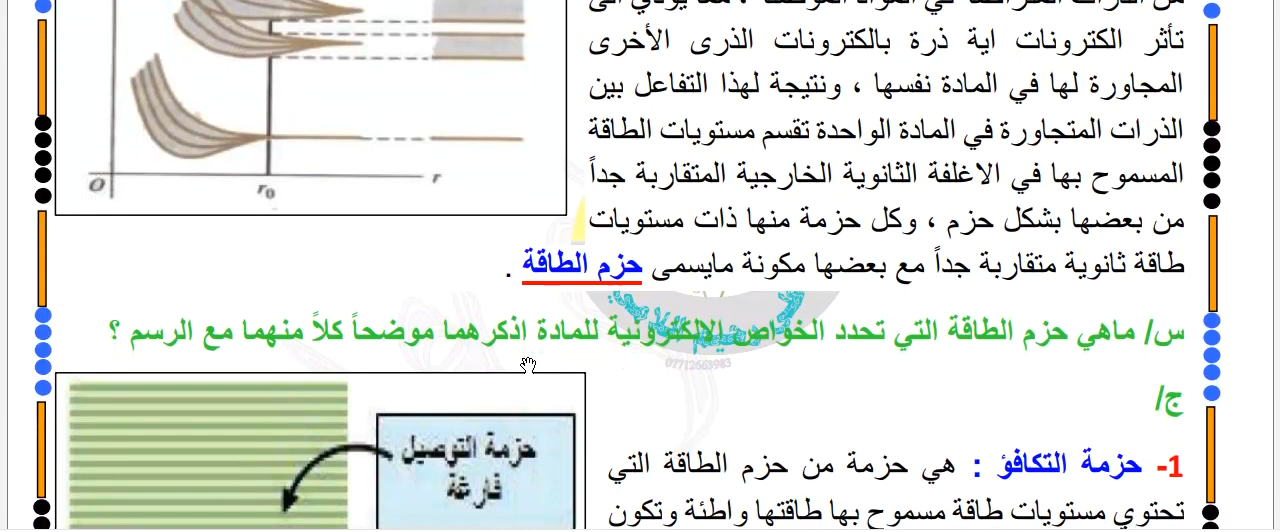 تأثر الكترونات اية ذرة بالكترونات الذرى الأخرى
المجاورة لها في المادة نفسها ، ونتيجة لهذا التفاعل بين
الذرات المتجاورة في المادة الواحدة تقسم مستويات الطاقة
المسموح بها في الاغلفة الثانوية الخارجية المتقاربة جداً
من بعضها بشكل حزم ، وكل حزمة منها ذات مستويات
طاقة ثانوية متقاربة جداً مع بعضها مكونة مايسمى حزم الطاقة .
O
r₀
r
س/ ماهي حزم الطاقة التي تحدد الخواص الالكترونية للمادة اذكرهما موضحاً كلاً منهما مع الرسم ؟
07712663983
ج/
1- حزمة التكافؤ : هي حزمة من حزم الطاقة التي
تحتوي مستويات طاقة مسموح بها طاقتها واطئة وتكون
حزمة التوصيل
فارغة